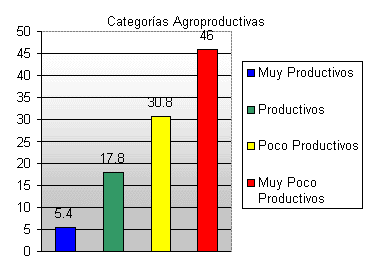 Categorías Agroproductivas
50
45
40
35
30
25
20
15
10
5
0
5.4
17.8
30.8
46
Muy Productivos
Productivos
Poco Productivos
Muy Poco
Productivos